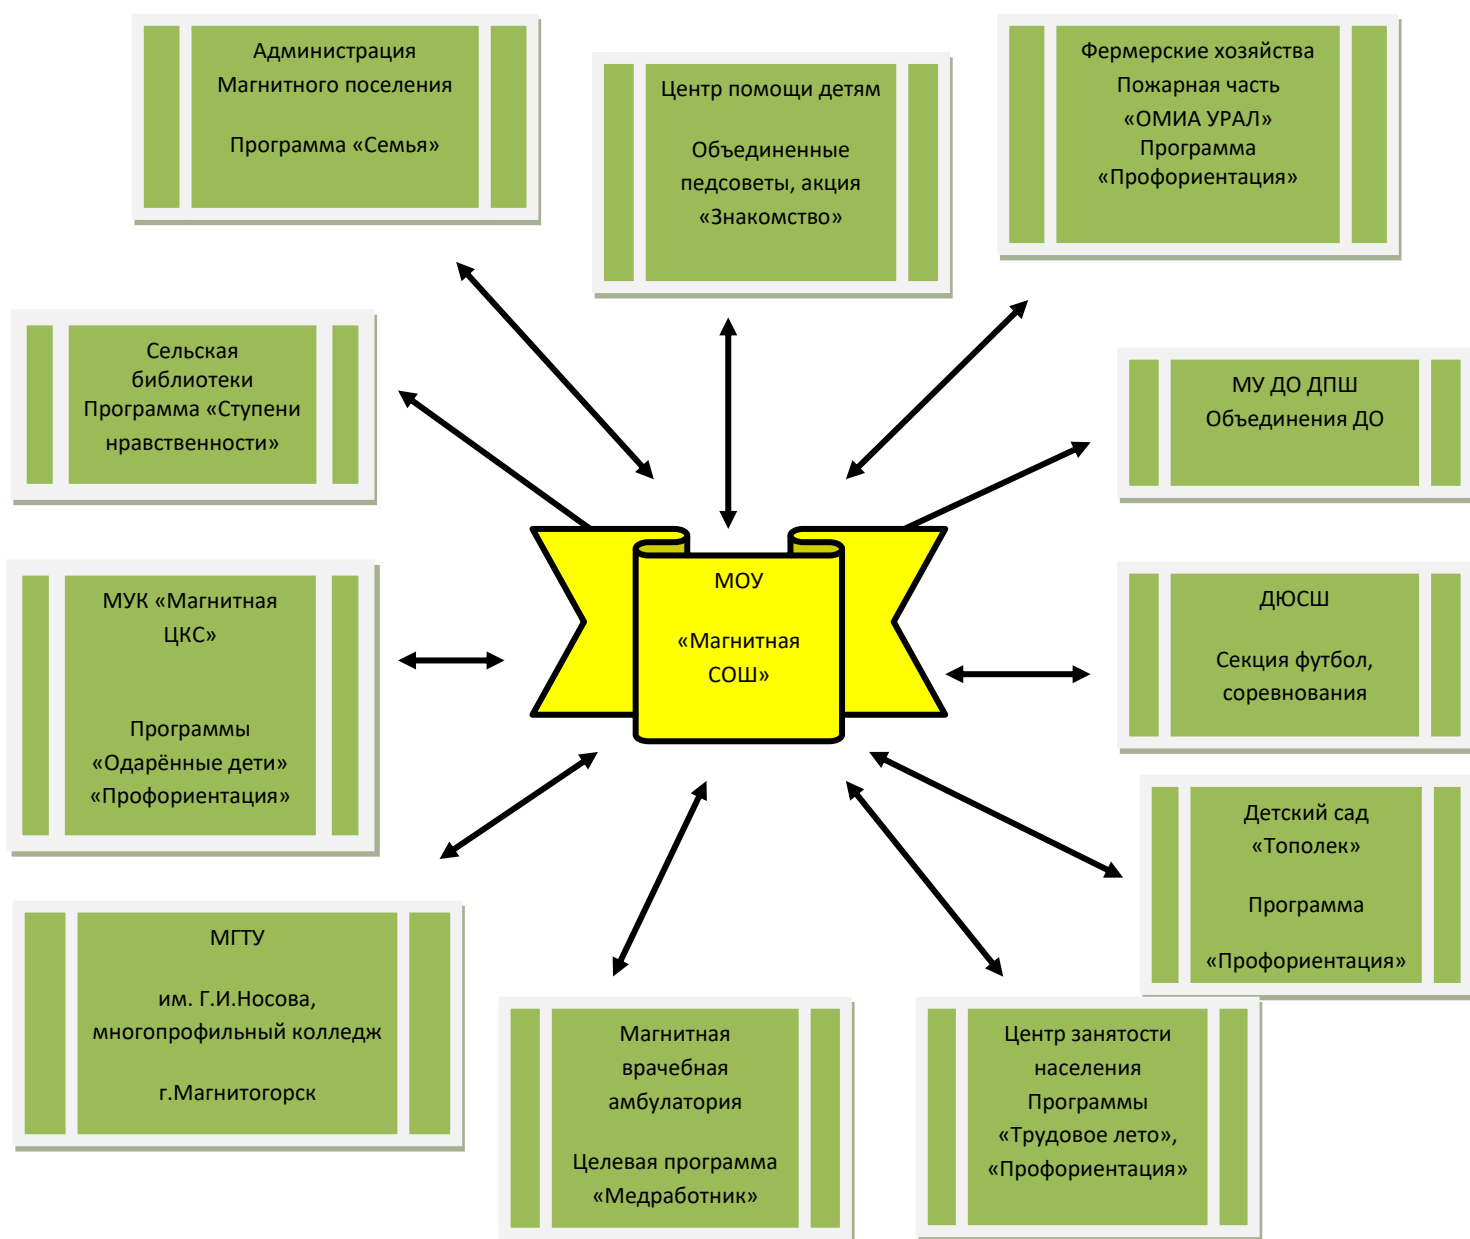 Администрация
Магнитного поселения
Программа «Семья»
Центр помощи детям
Объединенные
педсоветы, акция
«Знакомство»
Фермерские хозяйства
Пожарная часть
«ОМИА УРАЛ»
Программа
«Профориентация»
Сельская
библиотеки
Программа «Ступени
нравственности»
МУ ДО ДПШ
Объединения ДО
МОУ
«Магнитная
СОШ»
МУК «Магнитная
ЦКС»
Программы
«Одарённые дети»
«Профориентация»
ДЮСШ
Секция футбол,
соревнования
Детский сад
«Тополек»
Программа
«Профориентация»
МГТУ
им. Г.И.Носова,
многопрофильный колледж
г.Магнитогорск
Магнитная
врачебная
амбулатория
Целевая программа
«Медработник»
Центр занятости
населения
Программы
«Трудовое лето»,
«Профориентация»